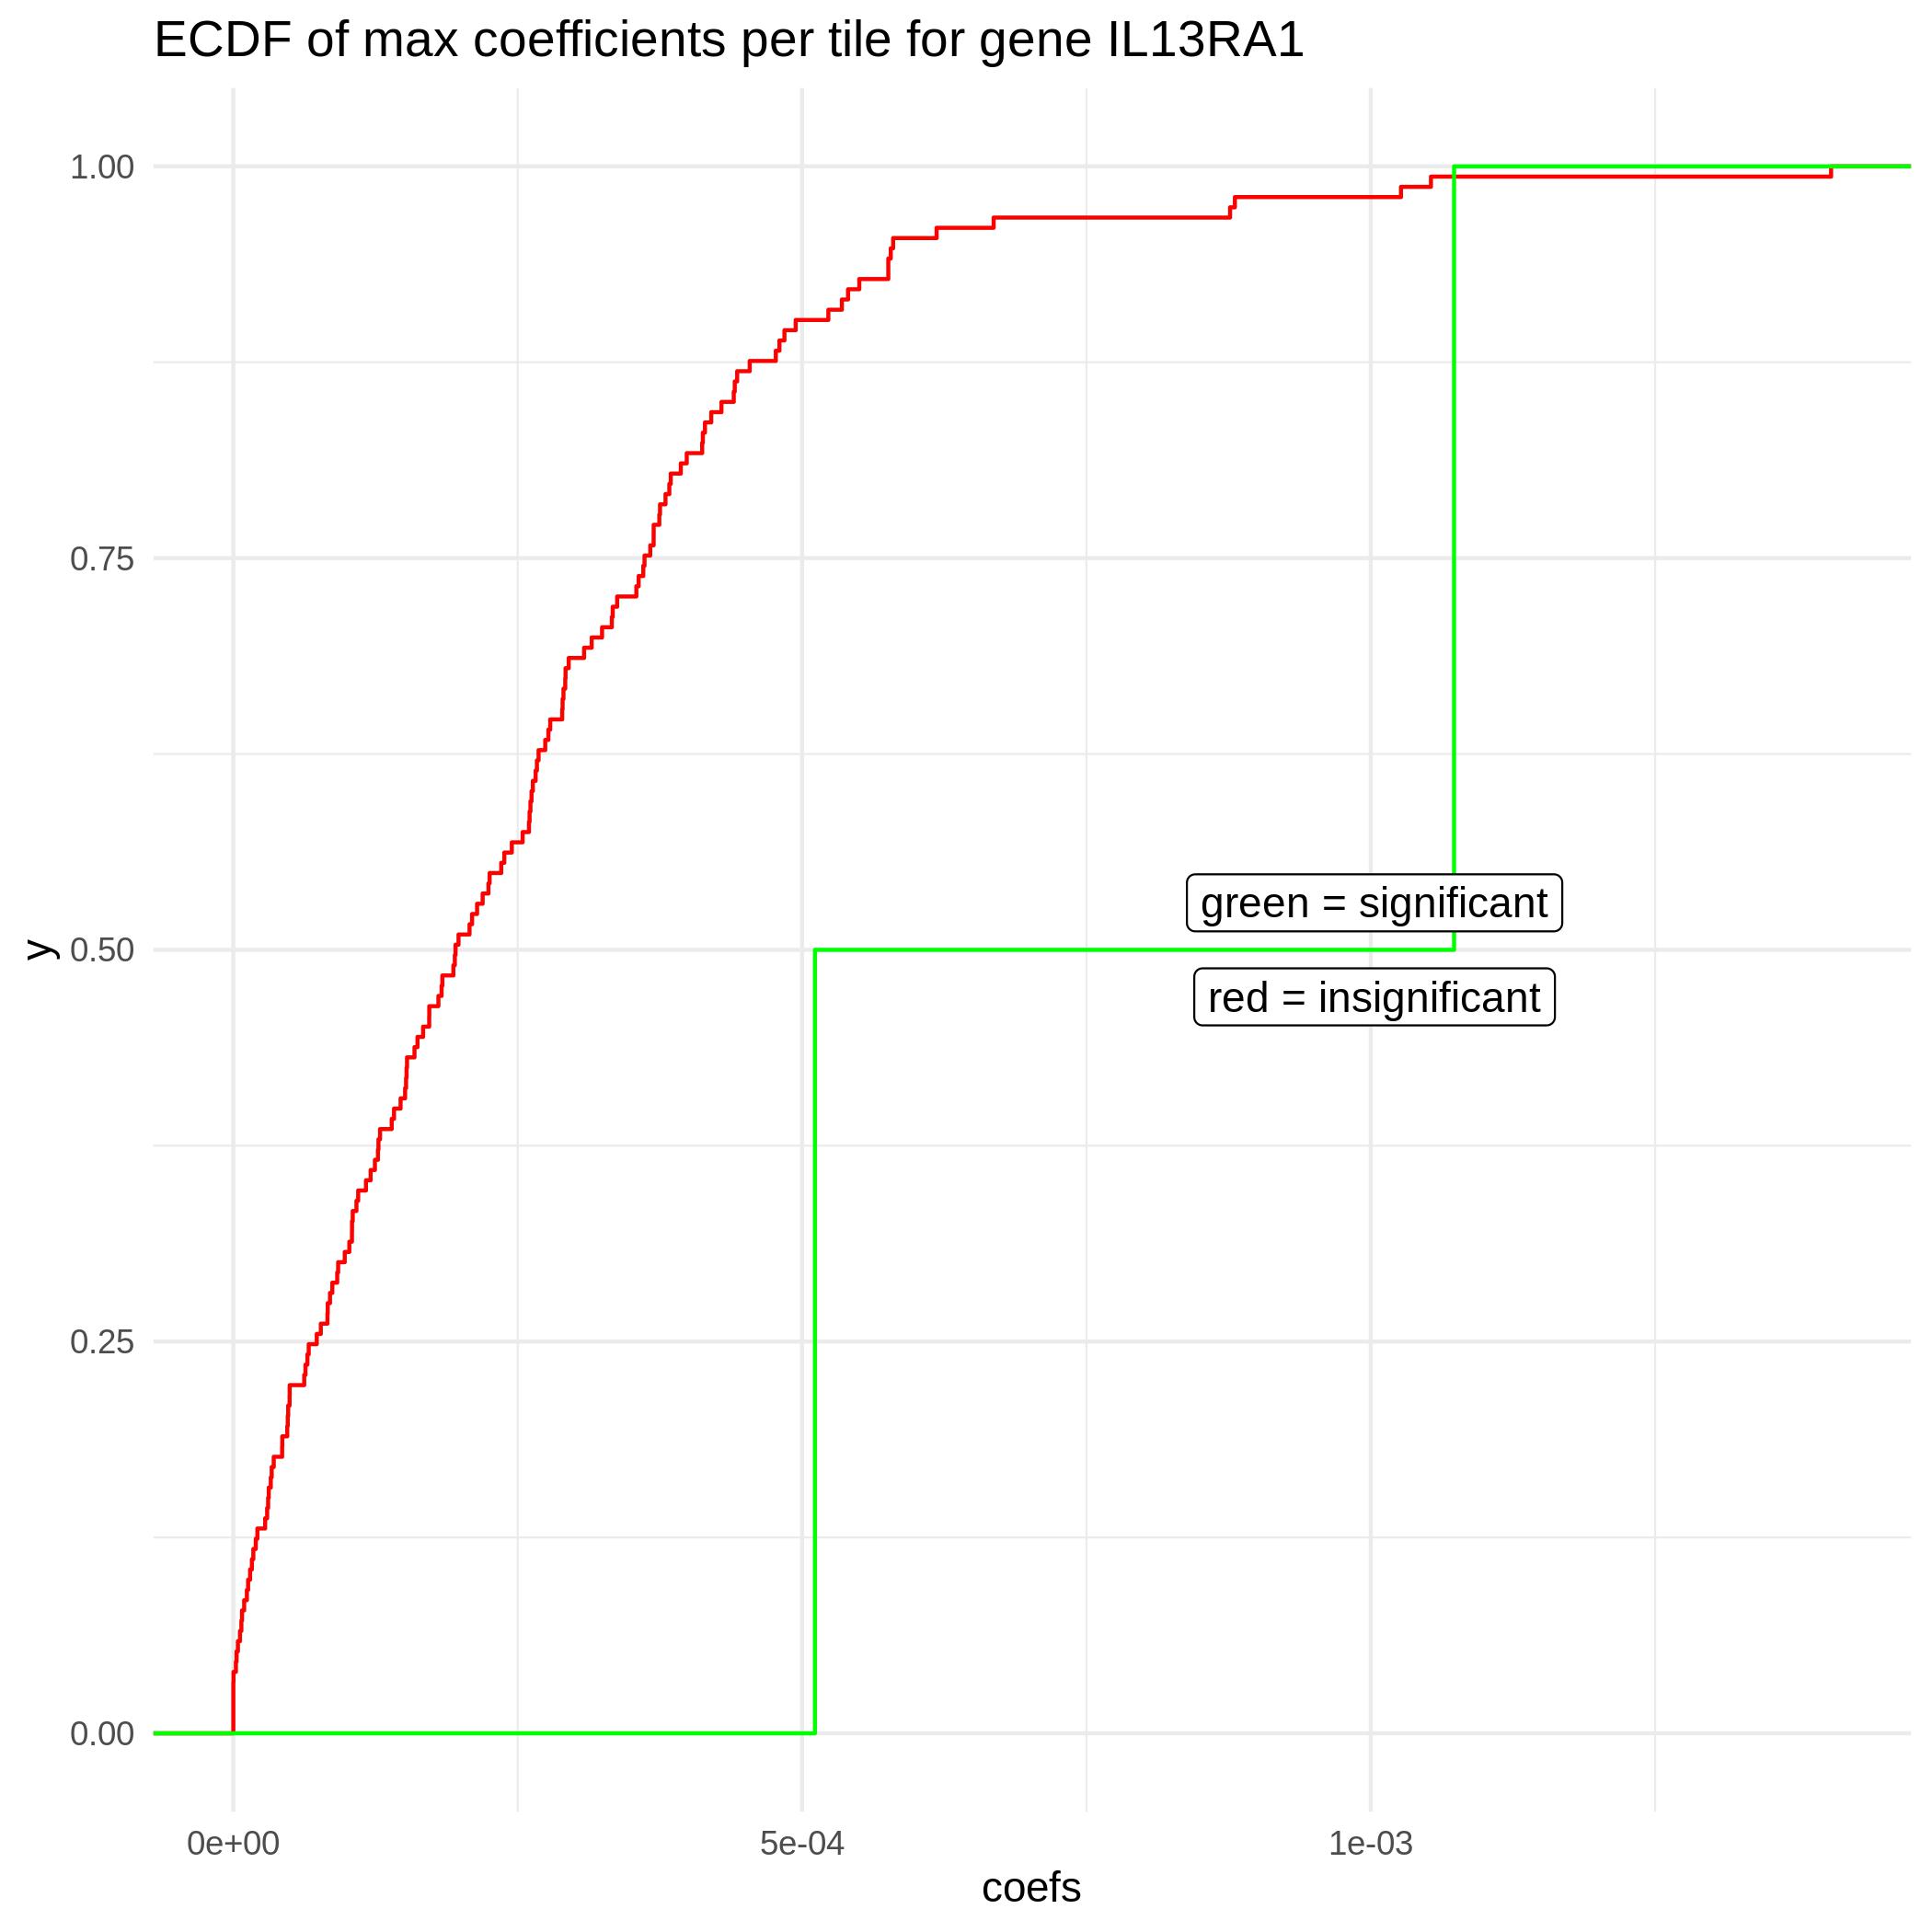 ECDF of max coefficients per tile for gene IL13RA1
1.00
0.75
green = significant
y
0.50
red = insignificant
0.25
0.00
0e+00
5e-04
1e-03
coefs